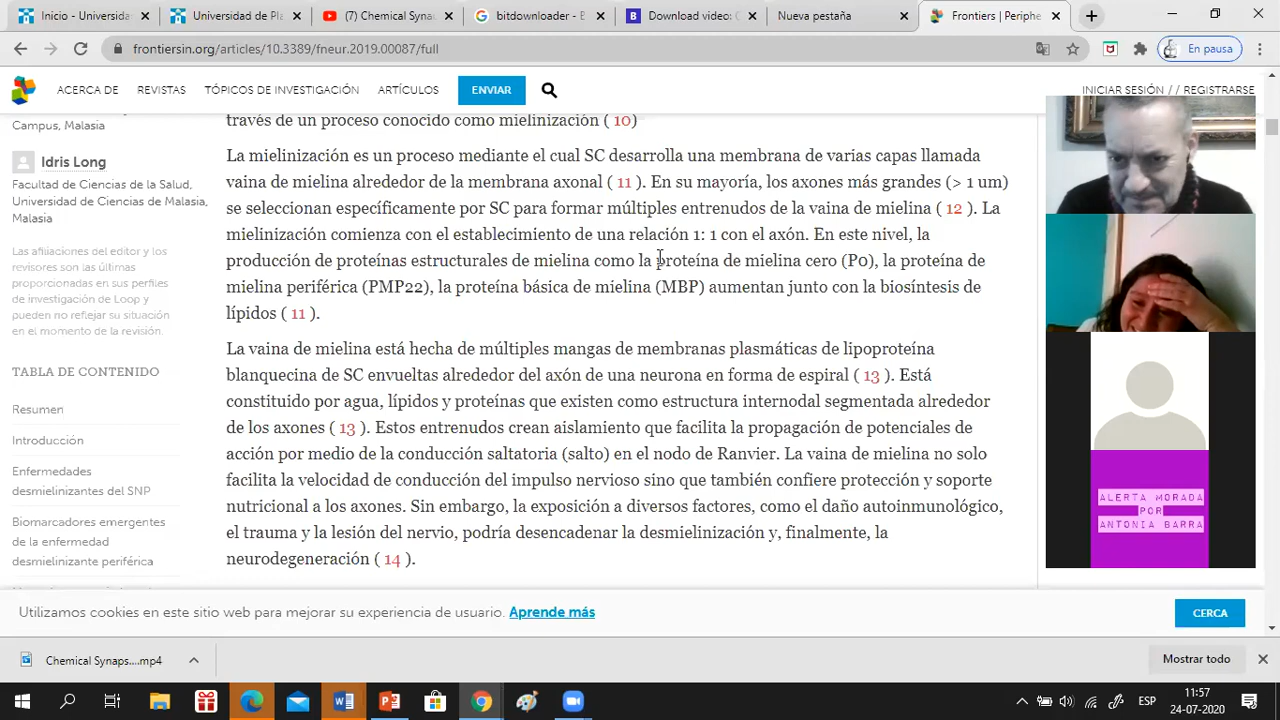 Inicio - Universidad
Universidad de Pla
(7) Chemical Syna
bitdownloader - B
Download video: O
Nueva pestaña
Frontiers | Periphe
frontiersin.org/articles/10.3389/fneur.2019.00087/full
En pausa
ACERCA DE
REVISTAS
TÓPICOS DE INVESTIGACIÓN
ARTÍCULOS
ENVIAR
INICIAR SESIÓN // REGISTRARSE
Campus, Malasia
Idris Long
Facultad de Ciencias de la Salud,
Universidad de Ciencias de Malasia,
Malasia
Las afiliaciones del editor y los
revisores son las últimas
proporcionadas en sus perfiles
de investigación de Loop y
pueden no reflejar su situación
en el momento de la revisión.
TABLA DE CONTENIDO
Resumen
Introducción
Enfermedades
desmielinizantes del SNP
Biomarcadores emergentes
de la enfermedad
desmielinizante periférica
través de un proceso conocido como mielinización ( 10)
La mielinización es un proceso mediante el cual SC desarrolla una membrana de varias capas llamada
vaina de mielina alrededor de la membrana axonal ( 11 ). En su mayoría, los axones más grandes (> 1 um)
se seleccionan específicamente por SC para formar múltiples entrenudos de la vaina de mielina ( 12 ). La
mielinización comienza con el establecimiento de una relación 1: 1 con el axón. En este nivel, la
producción de proteínas estructurales de mielina como la proteína de mielina cero (P0), la proteína de
mielina periférica (PMP22), la proteína básica de mielina (MBP) aumentan junto con la biosíntesis de
lípidos ( 11 ).
La vaina de mielina está hecha de múltiples mangas de membranas plasmáticas de lipoproteína
blanquecina de SC envueltas alrededor del axón de una neurona en forma de espiral ( 13 ). Está
constituido por agua, lípidos y proteínas que existen como estructura internodal segmentada alrededor
de los axones ( 13 ). Estos entrenudos crean aislamiento que facilita la propagación de potenciales de
acción por medio de la conducción saltatoria (salto) en el nodo de Ranvier. La vaina de mielina no solo
facilita la velocidad de conducción del impulso nervioso sino que también confiere protección y soporte
nutricional a los axones. Sin embargo, la exposición a diversos factores, como el daño autoinmunológico,
el trauma y la lesión del nervio, podría desencadenar la desmielinización y, finalmente, la
neurodegeneración ( 14 ).
ALERTA MORADA
POR
ANTONIA BARRA
Utilizamos cookies en este sitio web para mejorar su experiencia de usuario. Aprende más
CERCA
Chemical Synaps....mp4
Mostrar todo
ESP
11:57
24-07-2020